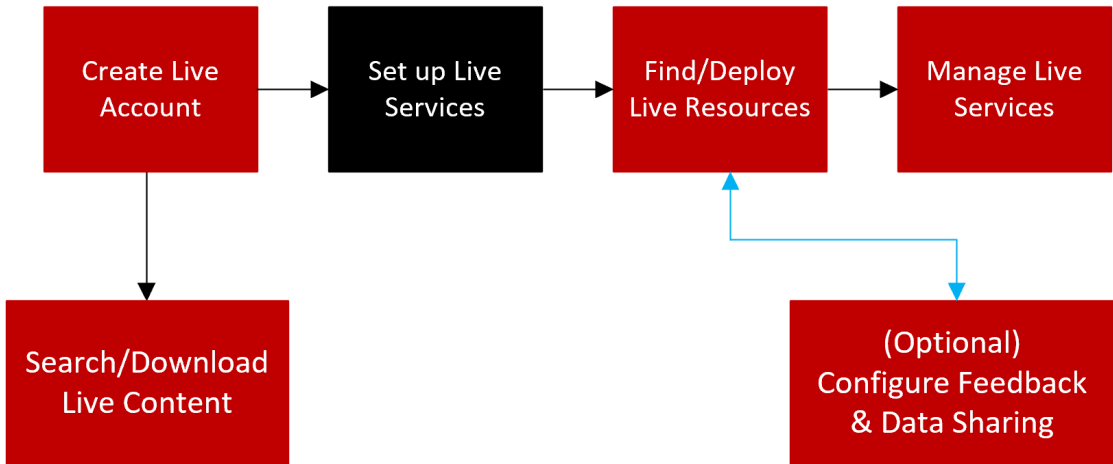 Create Live
Account
Set up Live
Services
Find/Deploy
Live Resources
Manage Live
Services
Search/Download
Live Content
(Optional)
Configure Feedback
& Data Sharing